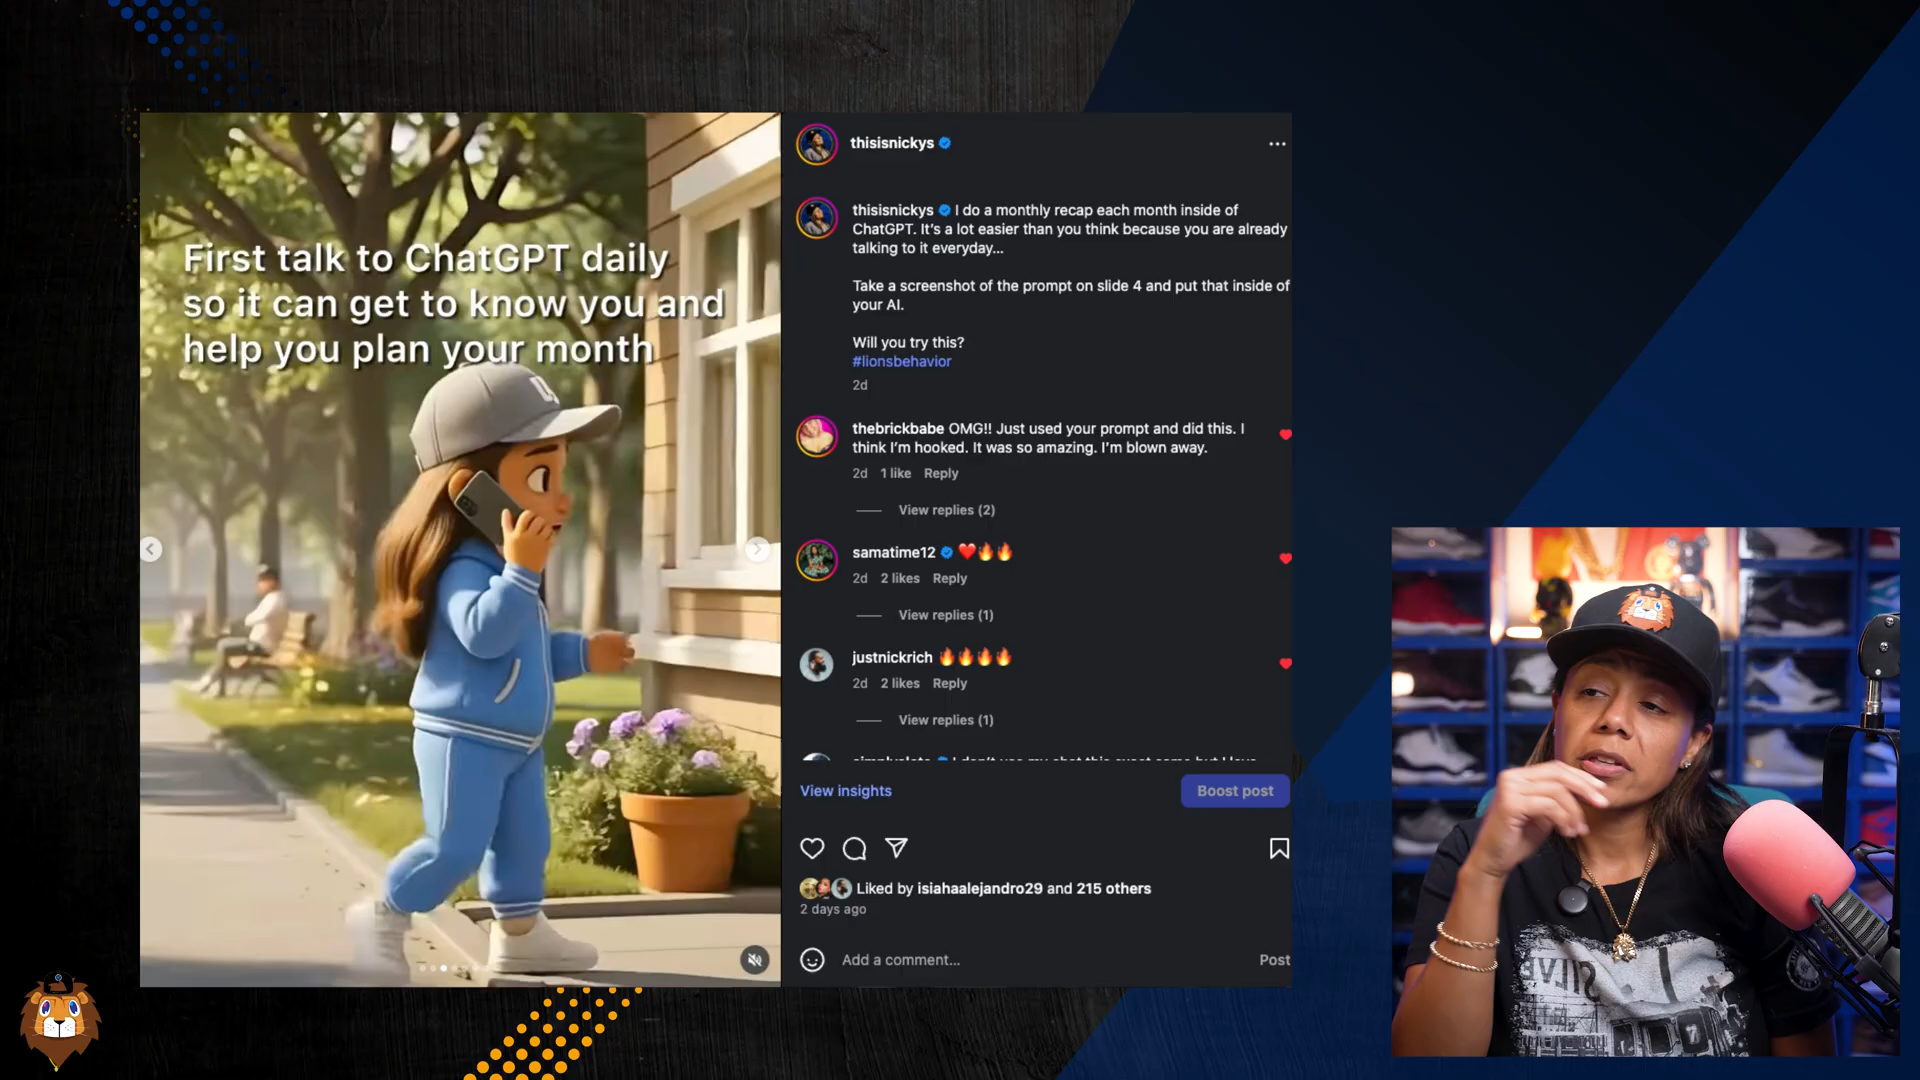 First talk to ChatGPT daily
so it can get to know you and
help you plan your month
thisisnickys
thisisnickys I do a monthly recap each month inside of
ChatGPT. It's a lot easier than you think because you are already
talking to it everyday...
Take a screenshot of the prompt on slide 4 and put that inside of
your AI.
Will you try this?
#lionsbehavior
2d
thebrickbabe OMG!! Just used your prompt and did this. I
think I'm hooked. It was so amazing. I'm blown away.
2d 1 like Reply
View replies (2)
samatime12 ❤️🔥🔥
2d 2 likes Reply
View replies (1)
justnickrich 🔥🔥🔥🔥
2d 2 likes Reply
View replies (1)
View insights
Boost post
Liked by isiahaalejandro29 and 215 others
2 days ago
Add a comment...
Post